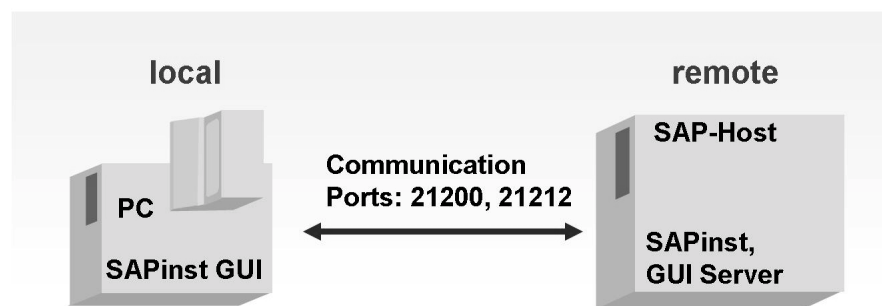 local
remote
SAP-Host
Communication
Ports: 21200, 21212
PC
SAPinst GUI
SAPinst,
GUI Server